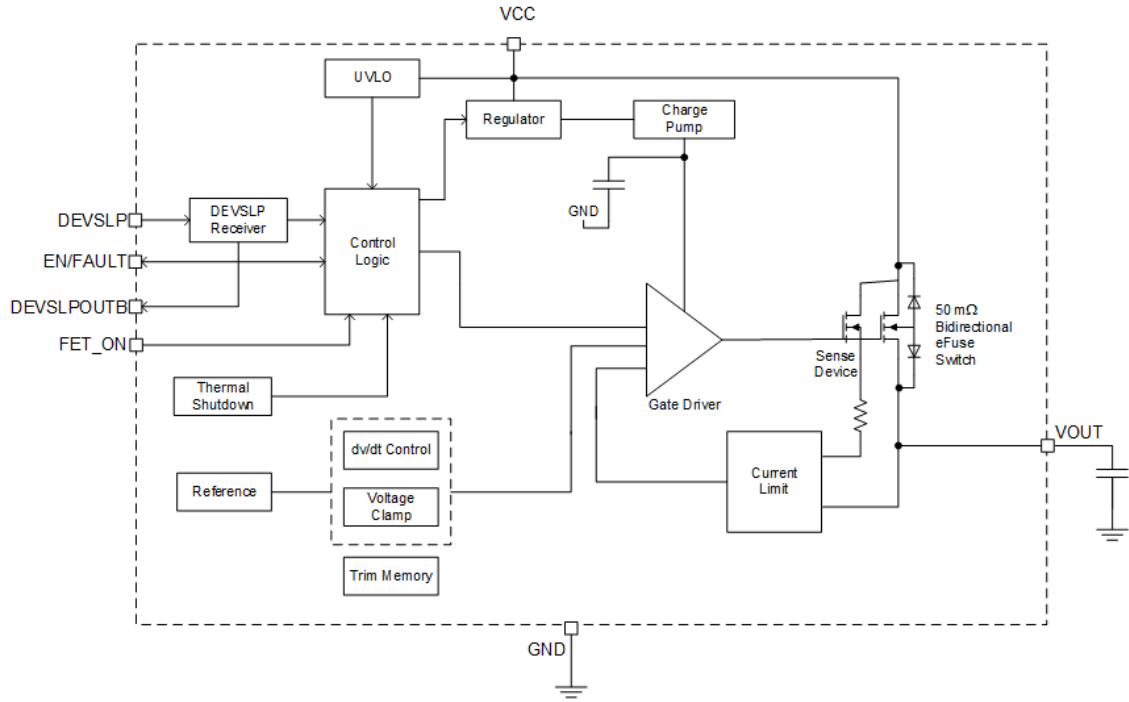 VCC
UVLO
Regulator
Charge
Pump
GND
DEVSLP
DEVSLP
Receiver
Control
Logic
EN/FAULT
DEVSLPOUTB
FET_ON
50 mΩ
Bidirectional
eFuse
Switch
Sense
Device
Thermal
Shutdown
Gate Driver
dv/dt Control
VOUT
Reference
Voltage
Clamp
Current
Limit
Trim Memory
GND